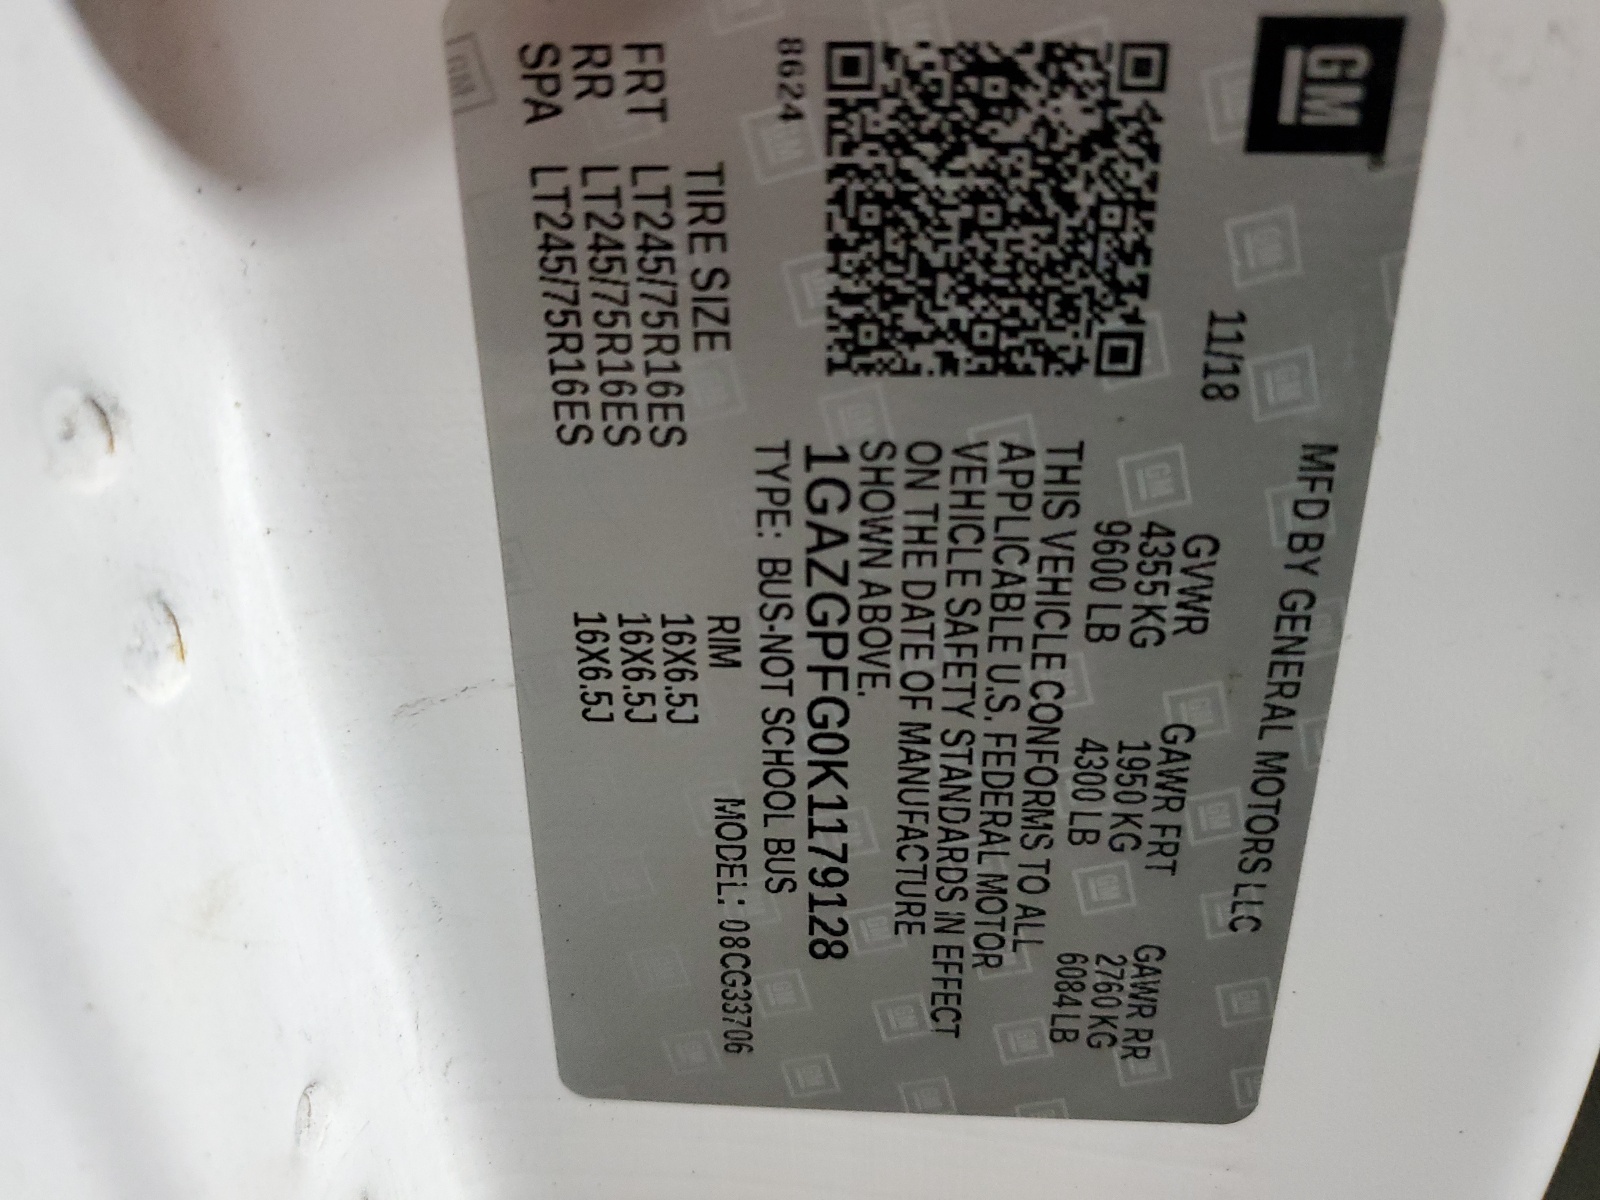 GM
MFD BY GENERAL MOTORS LLC
11/18
GVWR GAWR FRT GAWR RR
4355 KG 1950 KG 2760 KG
9600 LB 4300 LB 6084 LB
THIS VEHICLE CONFORMS TO ALL
APPLICABLE U.S. FEDERAL MOTOR
VEHICLE SAFETY STANDARDS IN EFFECT
ON THE DATE OF MANUFACTURE
SHOWN ABOVE.
1GAZGPFG0K1179128
8624
TYPE: BUS-NOT SCHOOL BUS
MODEL: 08CG33706
TIRE SIZE RIM
FRT LT245/75R16ES 16X6.5J
RR LT245/75R16ES 16X6.5J
SPA LT245/75R16ES 16X6.5J